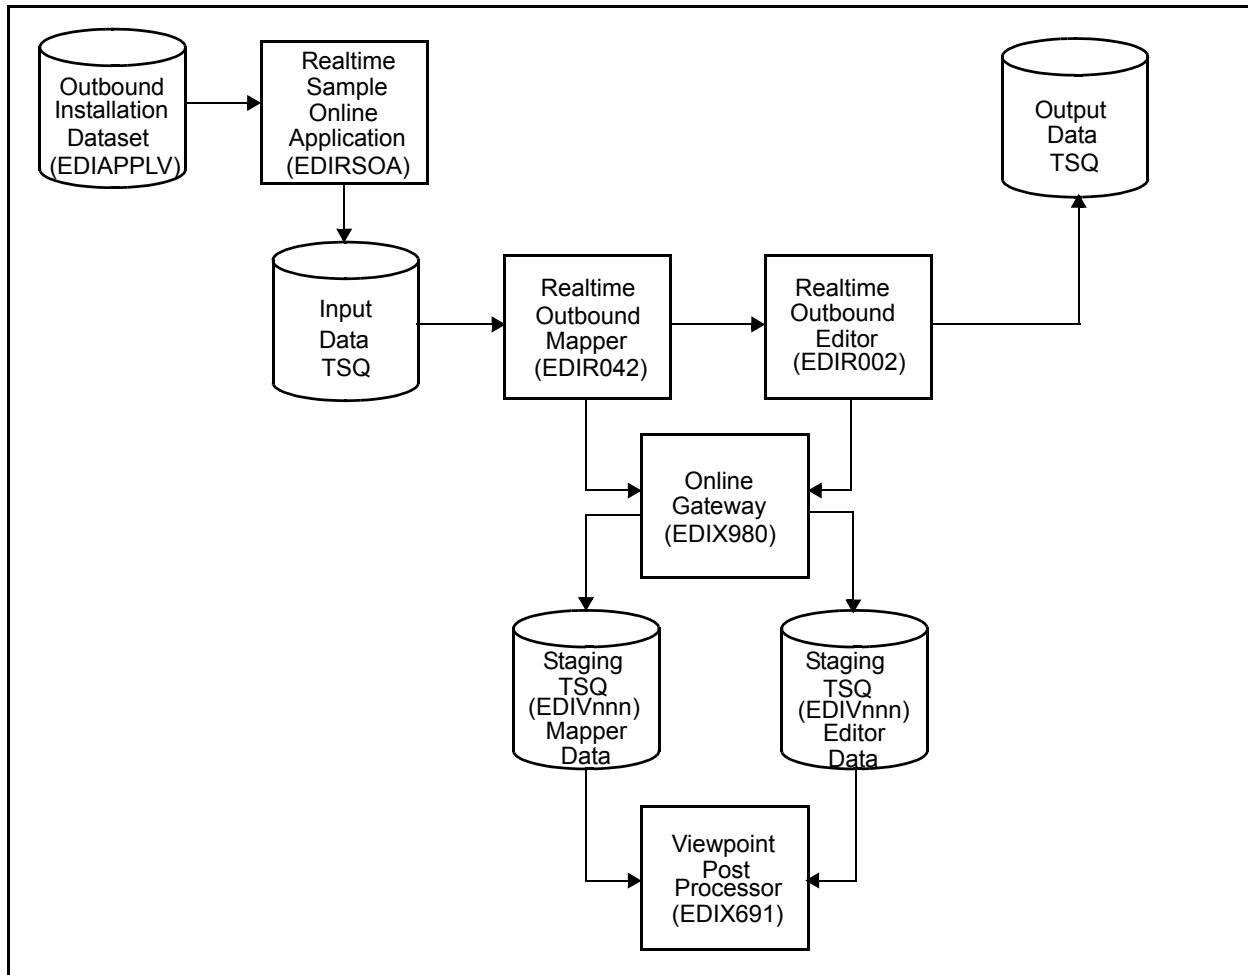 Outbound
Installation
Dataset
(EDIAPPLV)
Realtime
Sample
Online
Application
(EDIRSOA)
Output
Data
TSQ
Input
Data
TSQ
Realtime
Outbound
Mapper
(EDIR042)
Realtime
Outbound
Editor
(EDIR002)
Online
Gateway
(EDIX980)
Staging
TSQ
(EDIVnnn)
Mapper
Data
Staging
TSQ
(EDIVnnn)
Editor
Data
Viewpoint
Post
Processor
(EDIX691)